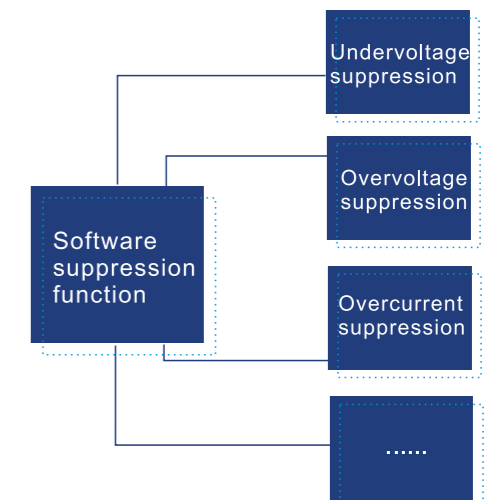 Undervoltage
suppression
Overvoltage
suppression
Software
suppression
function
Overcurrent
suppression
......